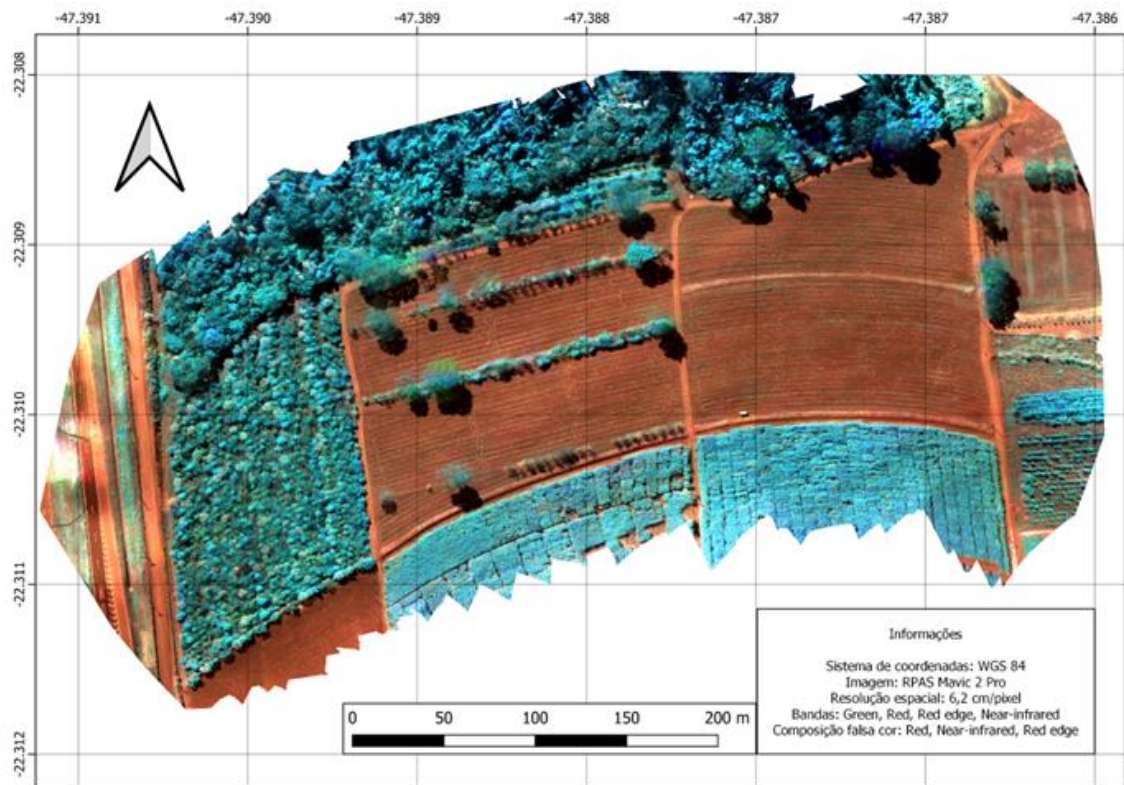 -47.391 -47.390 -47.389 -47.388 -47.387 -47.386
-22.308
-22.309
-22.310
-22.311
-22.312
0 50 100 150 200 m
Informações
Sistema de coordenadas: WGS 84
Imagem: RPAS Mavic 2 Pro
Resolução espacial: 6,2 cm/pixel
Bandas: Green, Red, Red edge, Near-infrared
Composição falsa cor: Red, Near-infrared, Red edge